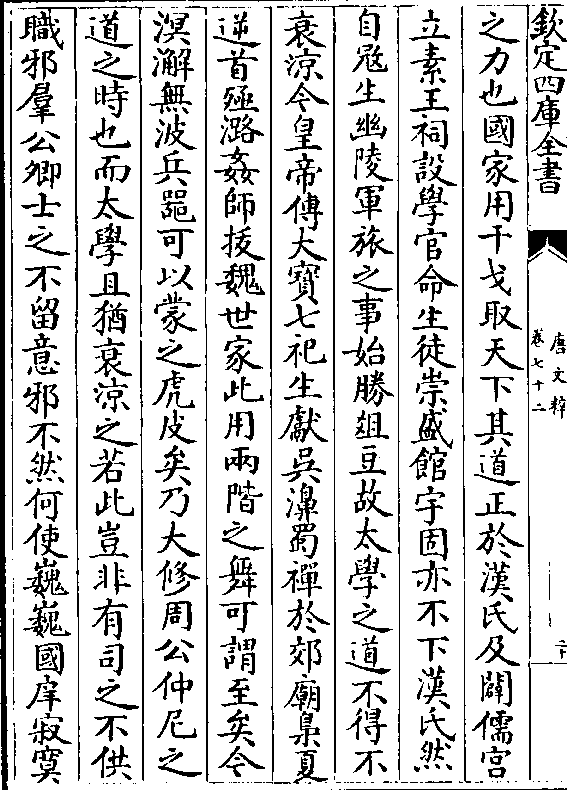 欽定四庫全書
唐文粹
卷七十二
之力也國家用干戈取天下其道正於漢氏及闢儒宫
立素王祠設學官命生徒崇盛館宇固亦不下漢氏然
自冦生幽陵軍旅之事始勝爼豆故太學之道不得不
衰涼今皇帝傳大寶七祀生獻吳濞蜀禪於郊廟梟夏
逆首殛潞姦師拔魏世家此用兩階之舞可謂至矣今
溟澥無波兵噐可以蒙之虎皮矣乃大修周公仲尼之
道之時也而太學且猶衰涼之若此豈非有司之不供
職邪羣公卿士之不留意邪不然何使巍巍國庠寂寞